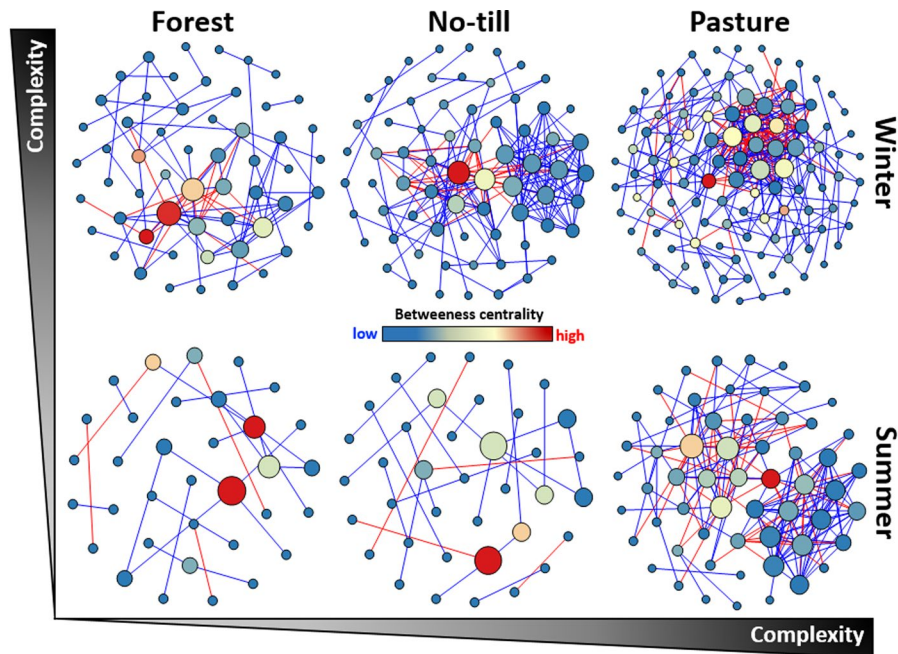 Forest
No-till
Pasture
Complexity
Winter
Betweeness centrality
low
high
Summer
Complexity